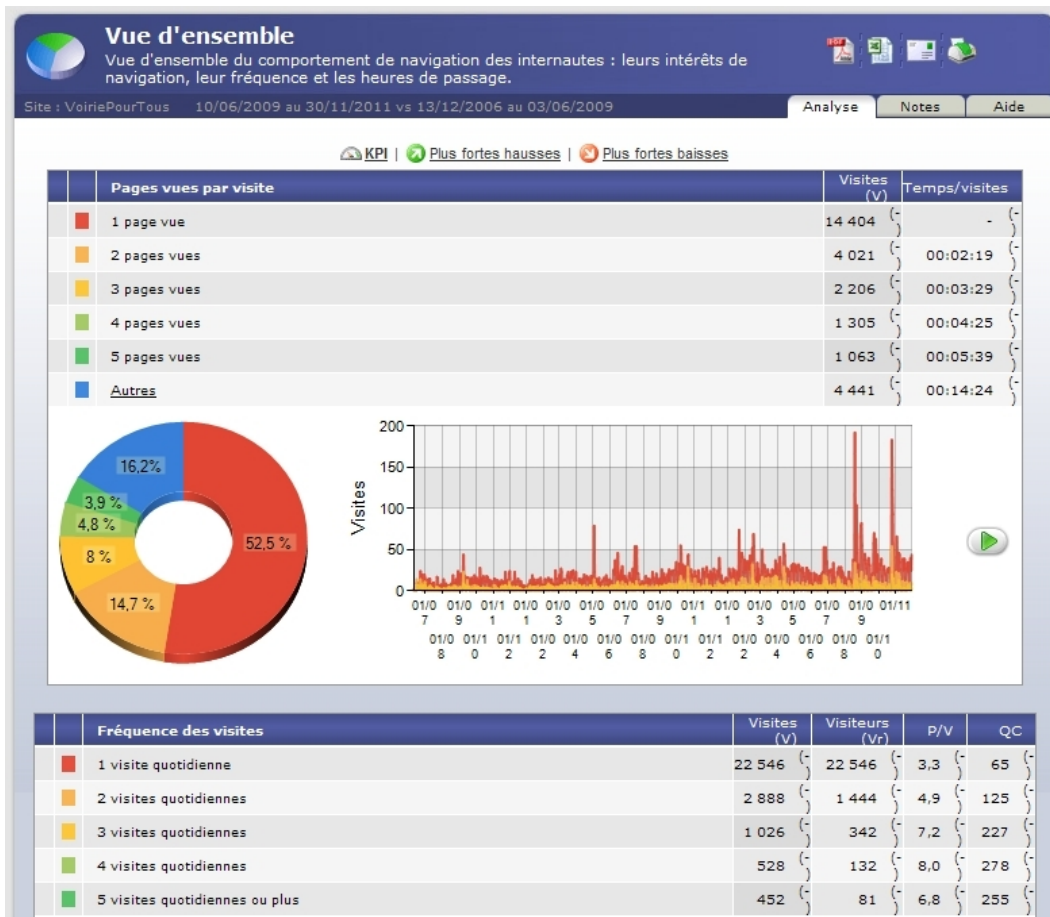 Vue d'ensemble
Vue d'ensemble du comportement de navigation des internautes : leurs intérêts de
navigation, leur fréquence et les heures de passage.
Site : VoiriePourTous 10/06/2009 au 30/11/2011 vs 13/12/2006 au 03/06/2009
Analyse Notes Aide
KPI | Plus fortes hausses | Plus fortes baisses
Pages vues par visite Visites (V) Temps/visites
1 page vue 14 404 (-) - (-)
2 pages vues 4 021 (-) 00:02:19 (-)
3 pages vues 2 206 (-) 00:03:29 (-)
4 pages vues 1 305 (-) 00:04:25 (-)
5 pages vues 1 063 (-) 00:05:39 (-)
Autres 4 441 (-) 00:14:24 (-)
16,2%
3,9 %
4,8 %
8 %
14,7 %
52,5 %
Visites
200
150
100
50
0
01/07 01/09 01/11 01/01 01/03 01/05 01/07 01/09 01/11 01/01 01/03 01/05 01/07 01/09 01/11
01/08 01/10 01/12 01/02 01/04 01/06 01/08 01/10 01/12 01/02 01/04 01/06 01/08 01/10
Fréquence des visites Visites (V) Visiteurs (Vr) P/V QC
1 visite quotidienne 22 546 (-) 22 546 (-) 3,3 (-) 65 (-)
2 visites quotidiennes 2 888 (-) 1 444 (-) 4,9 (-) 125 (-)
3 visites quotidiennes 1 026 (-) 342 (-) 7,2 (-) 227 (-)
4 visites quotidiennes 528 (-) 132 (-) 8,0 (-) 278 (-)
5 visites quotidiennes ou plus 452 (-) 81 (-) 6,8 (-) 255 (-)